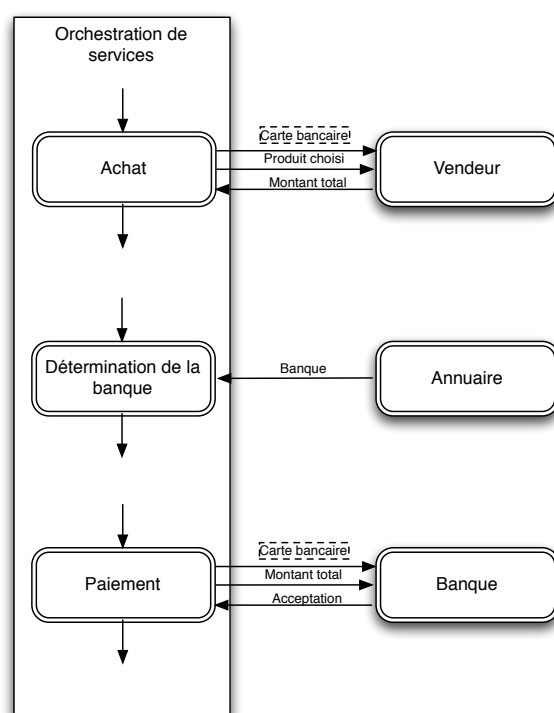 Orchestration de
services
Carte bancaire
Achat
Produit choisi
Vendeur
Montant total
Détermination de la
banque
Banque
Annuaire
Carte bancaire
Paiement
Montant total
Banque
Acceptation